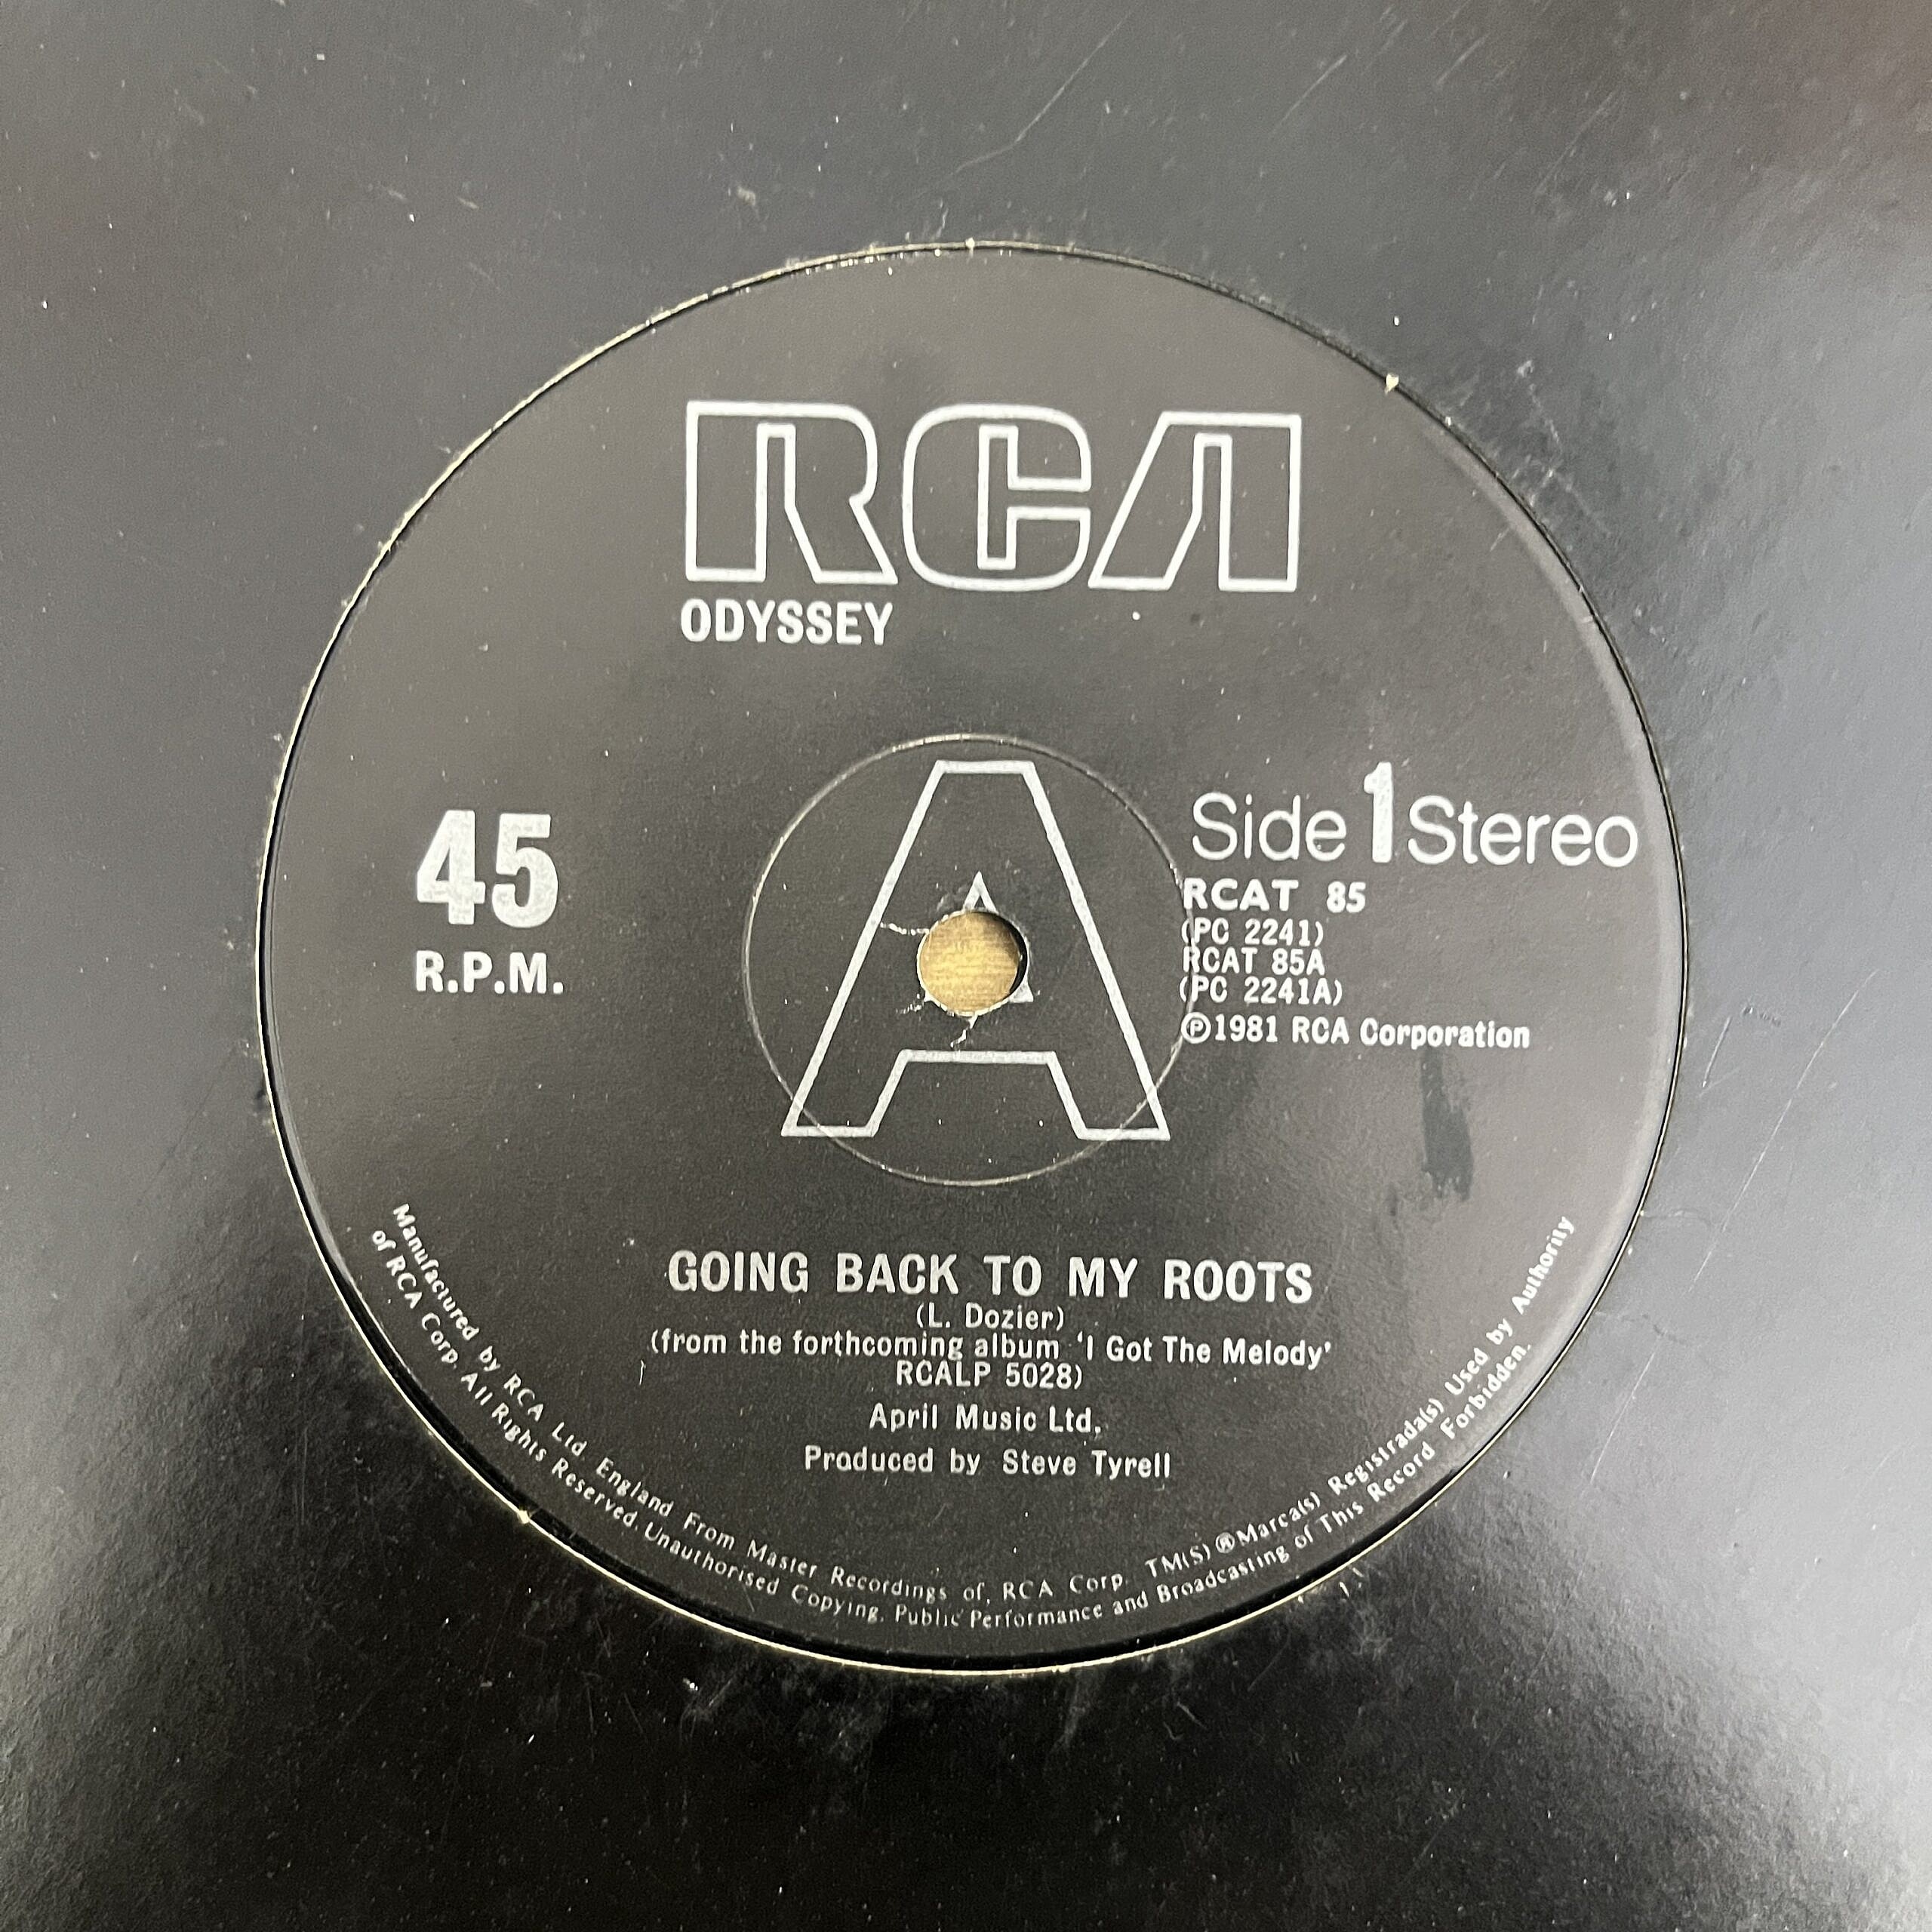 RCA
ODYSSEY
45
R.P.M.
A
Side 1 Stereo
RCAT 85
(PC 2241)
RCAT 85A
(PC 2241A)
Ⓟ1981 RCA Corporation
GOING BACK TO MY ROOTS
(L. Dozier)
(from the forthcoming album 'I Got The Melody'
RCALP 5028)
April Music Ltd.
Produced by Steve Tyrell
Manufactured by RCA Ltd. England From Master Recordings of, RCA Corp. TM(S) ®Marca(s) Registrada(s) Used by Authority
of RCA Corp. All Rights Reserved. Unauthorised Copying, Public Performance and Broadcasting of This Record Forbidden.